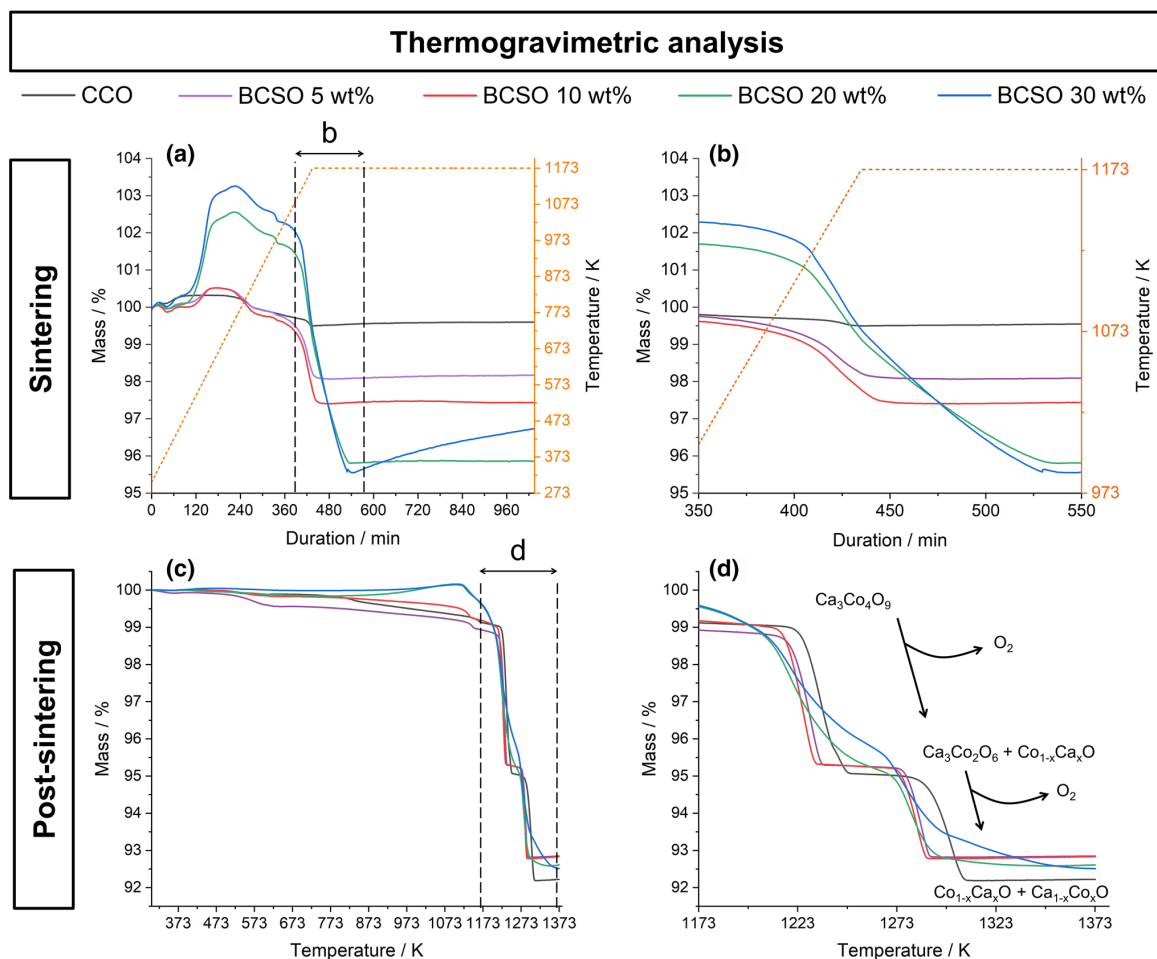 Thermogravimetric analysis
CCO BCSO 5 wt% BCSO 10 wt% BCSO 20 wt% BCSO 30 wt%
Sintering
(a)
b
104
103
102
101
100
99
98
97
96
95
Mass / %
0 120 240 360 480 600 720 840 960
Duration / min
1173
1073
973
873
773
673
573
473
373
273
Temperature / K
(b)
104
103
102
101
100
99
98
97
96
95
Mass / %
350 400 450 500 550
Duration / min
1173
1073
973
Temperature / K
Post-sintering
(c)
d
100
99
98
97
96
95
94
93
92
Mass / %
373 473 573 673 773 873 973 1073 1173 1273 1373
Temperature / K
(d)
100
99
98
97
96
95
94
93
92
Mass / %
1173 1223 1273 1323 1373
Temperature / K
Ca₃Co₄O₉
O₂
Ca₃Co₂O₆ + Co₁₋ₓCaₓO
O₂
Co₁₋ₓCaₓO + Ca₁₋ₓCoₓO